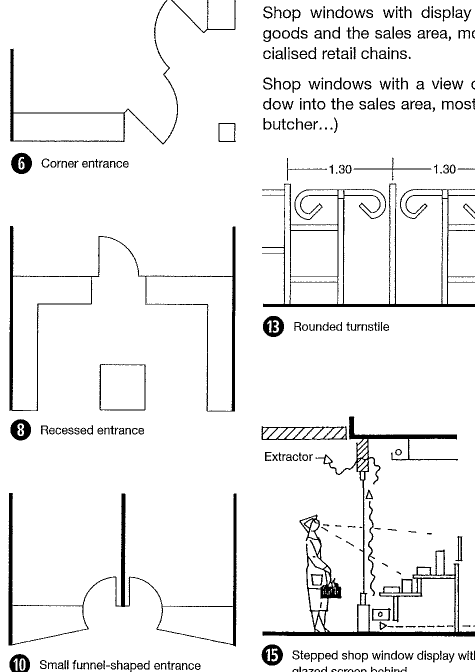 Shop windows with display
goods and the sales area, mo
cialised retail chains.
Shop windows with a view o
dow into the sales area, most
butcher...)
6 Corner entrance
1.30 1.30
13 Rounded turnstile
8 Recessed entrance
Extractor
10 Small funnel-shaped entrance
15 Stepped shop window display with
glazed screen behind